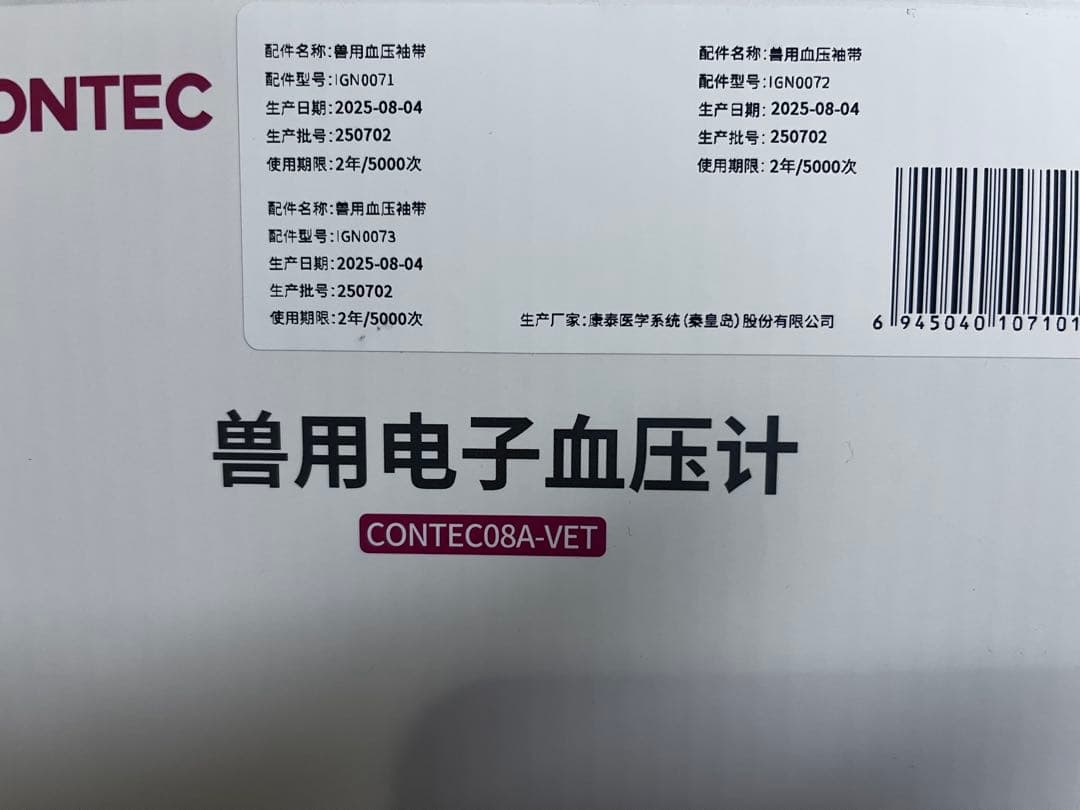 ONTEC
配件名称:兽用血压袖带
配件型号:IGN0071
生产日期:2025-08-04
生产批号:250702
使用期限:2年/5000次
配件名称:兽用血压袖带
配件型号:IGN0072
生产日期:2025-08-04
生产批号:250702
使用期限:2年/5000次
配件名称:兽用血压袖带
配件型号:IGN0073
生产日期:2025-08-04
生产批号:250702
使用期限:2年/5000次
生产厂家:康泰医学系统(秦皇岛)股份有限公司
6 945040 107101
兽用电子血压计
CONTEC08A-VET